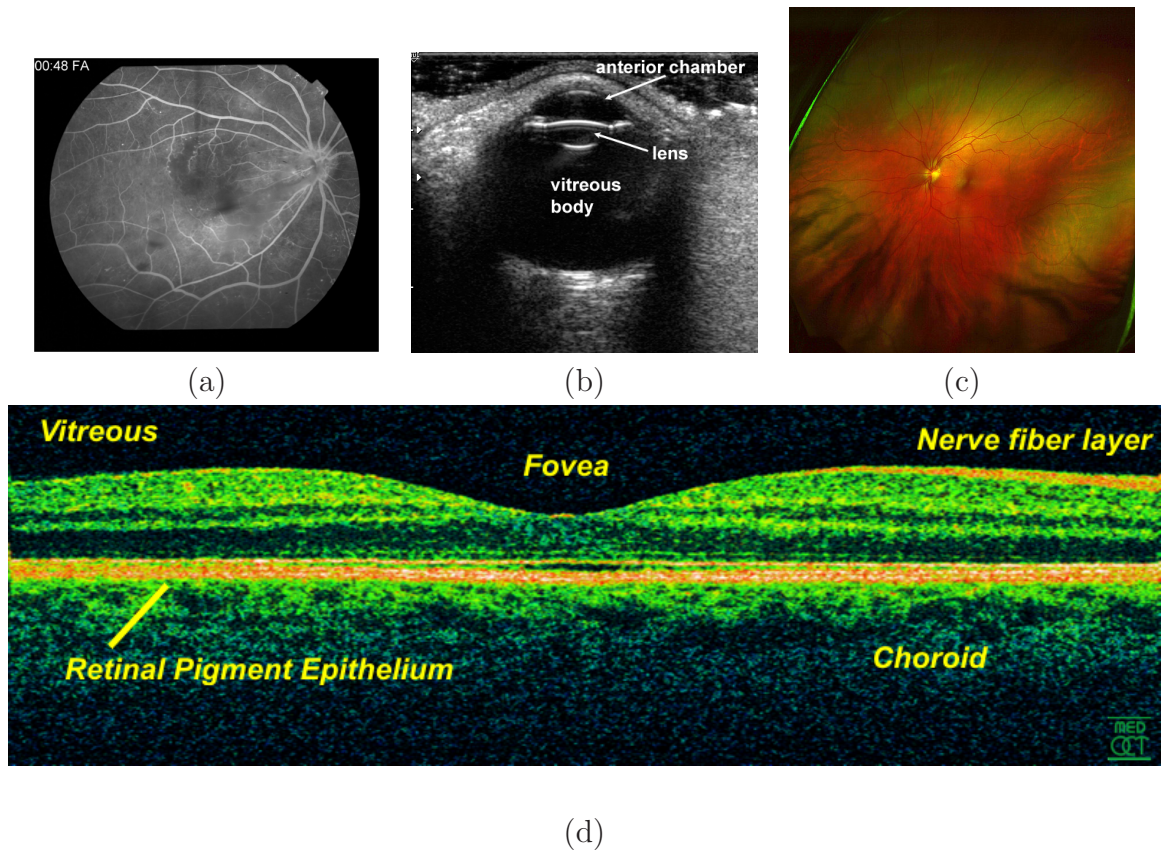 00:48 FA
anterior chamber
lens
vitreous
body
(a)
(b)
(c)
Vitreous
Fovea
Nerve fiber layer
Retinal Pigment Epithelium
Choroid
MED
OCT
(d)